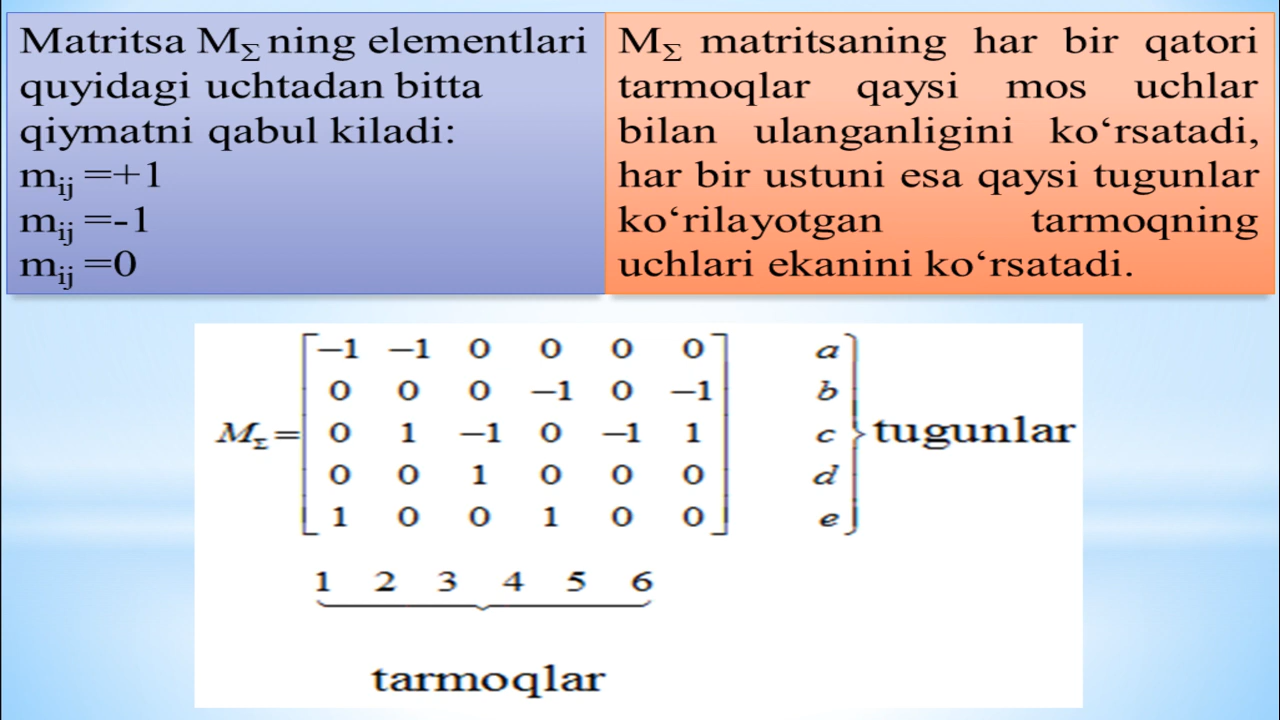 Matritsa M_Σ ning elementlari
quyidagi uchtadan bitta
qiymatni qabul kiladi:
m_ij =+1
m_ij =-1
m_ij =0
M_Σ matritsaning har bir qatori
tarmoqlar qaysi mos uchlar
bilan ulanganligini ko‘rsatadi,
har bir ustuni esa qaysi tugunlar
ko‘rilayotgan tarmoqning
uchlari ekanini ko‘rsatadi.
−1 −1 0 0 0 0 a
0 0 0 −1 0 −1 b
M_Σ= 0 1 −1 0 −1 1 c tugunlar
0 0 1 0 0 0 d
1 0 0 1 0 0 e
1 2 3 4 5 6
tarmoqlar